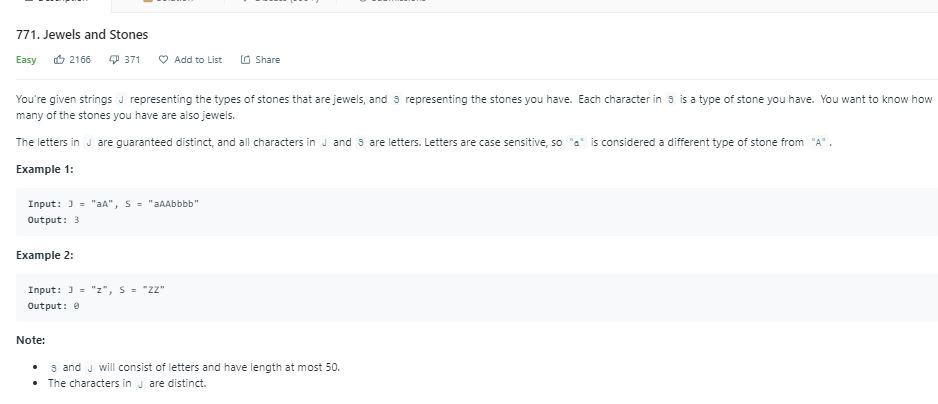 771. Jewels and Stones
Easy 2166 371 Add to List Share
You're given strings J representing the types of stones that are jewels, and S representing the stones you have. Each character in S is a type of stone you have. You want to know how
many of the stones you have are also jewels.
The letters in J are guaranteed distinct, and all characters in J and S are letters. Letters are case sensitive, so "a" is considered a different type of stone from "A".
Example 1:
Input: J = "aA", S = "aAAbbbb"
Output: 3
Example 2:
Input: J = "z", S = "ZZ"
Output: 0
Note:
• S and J will consist of letters and have length at most 50.
• The characters in J are distinct.